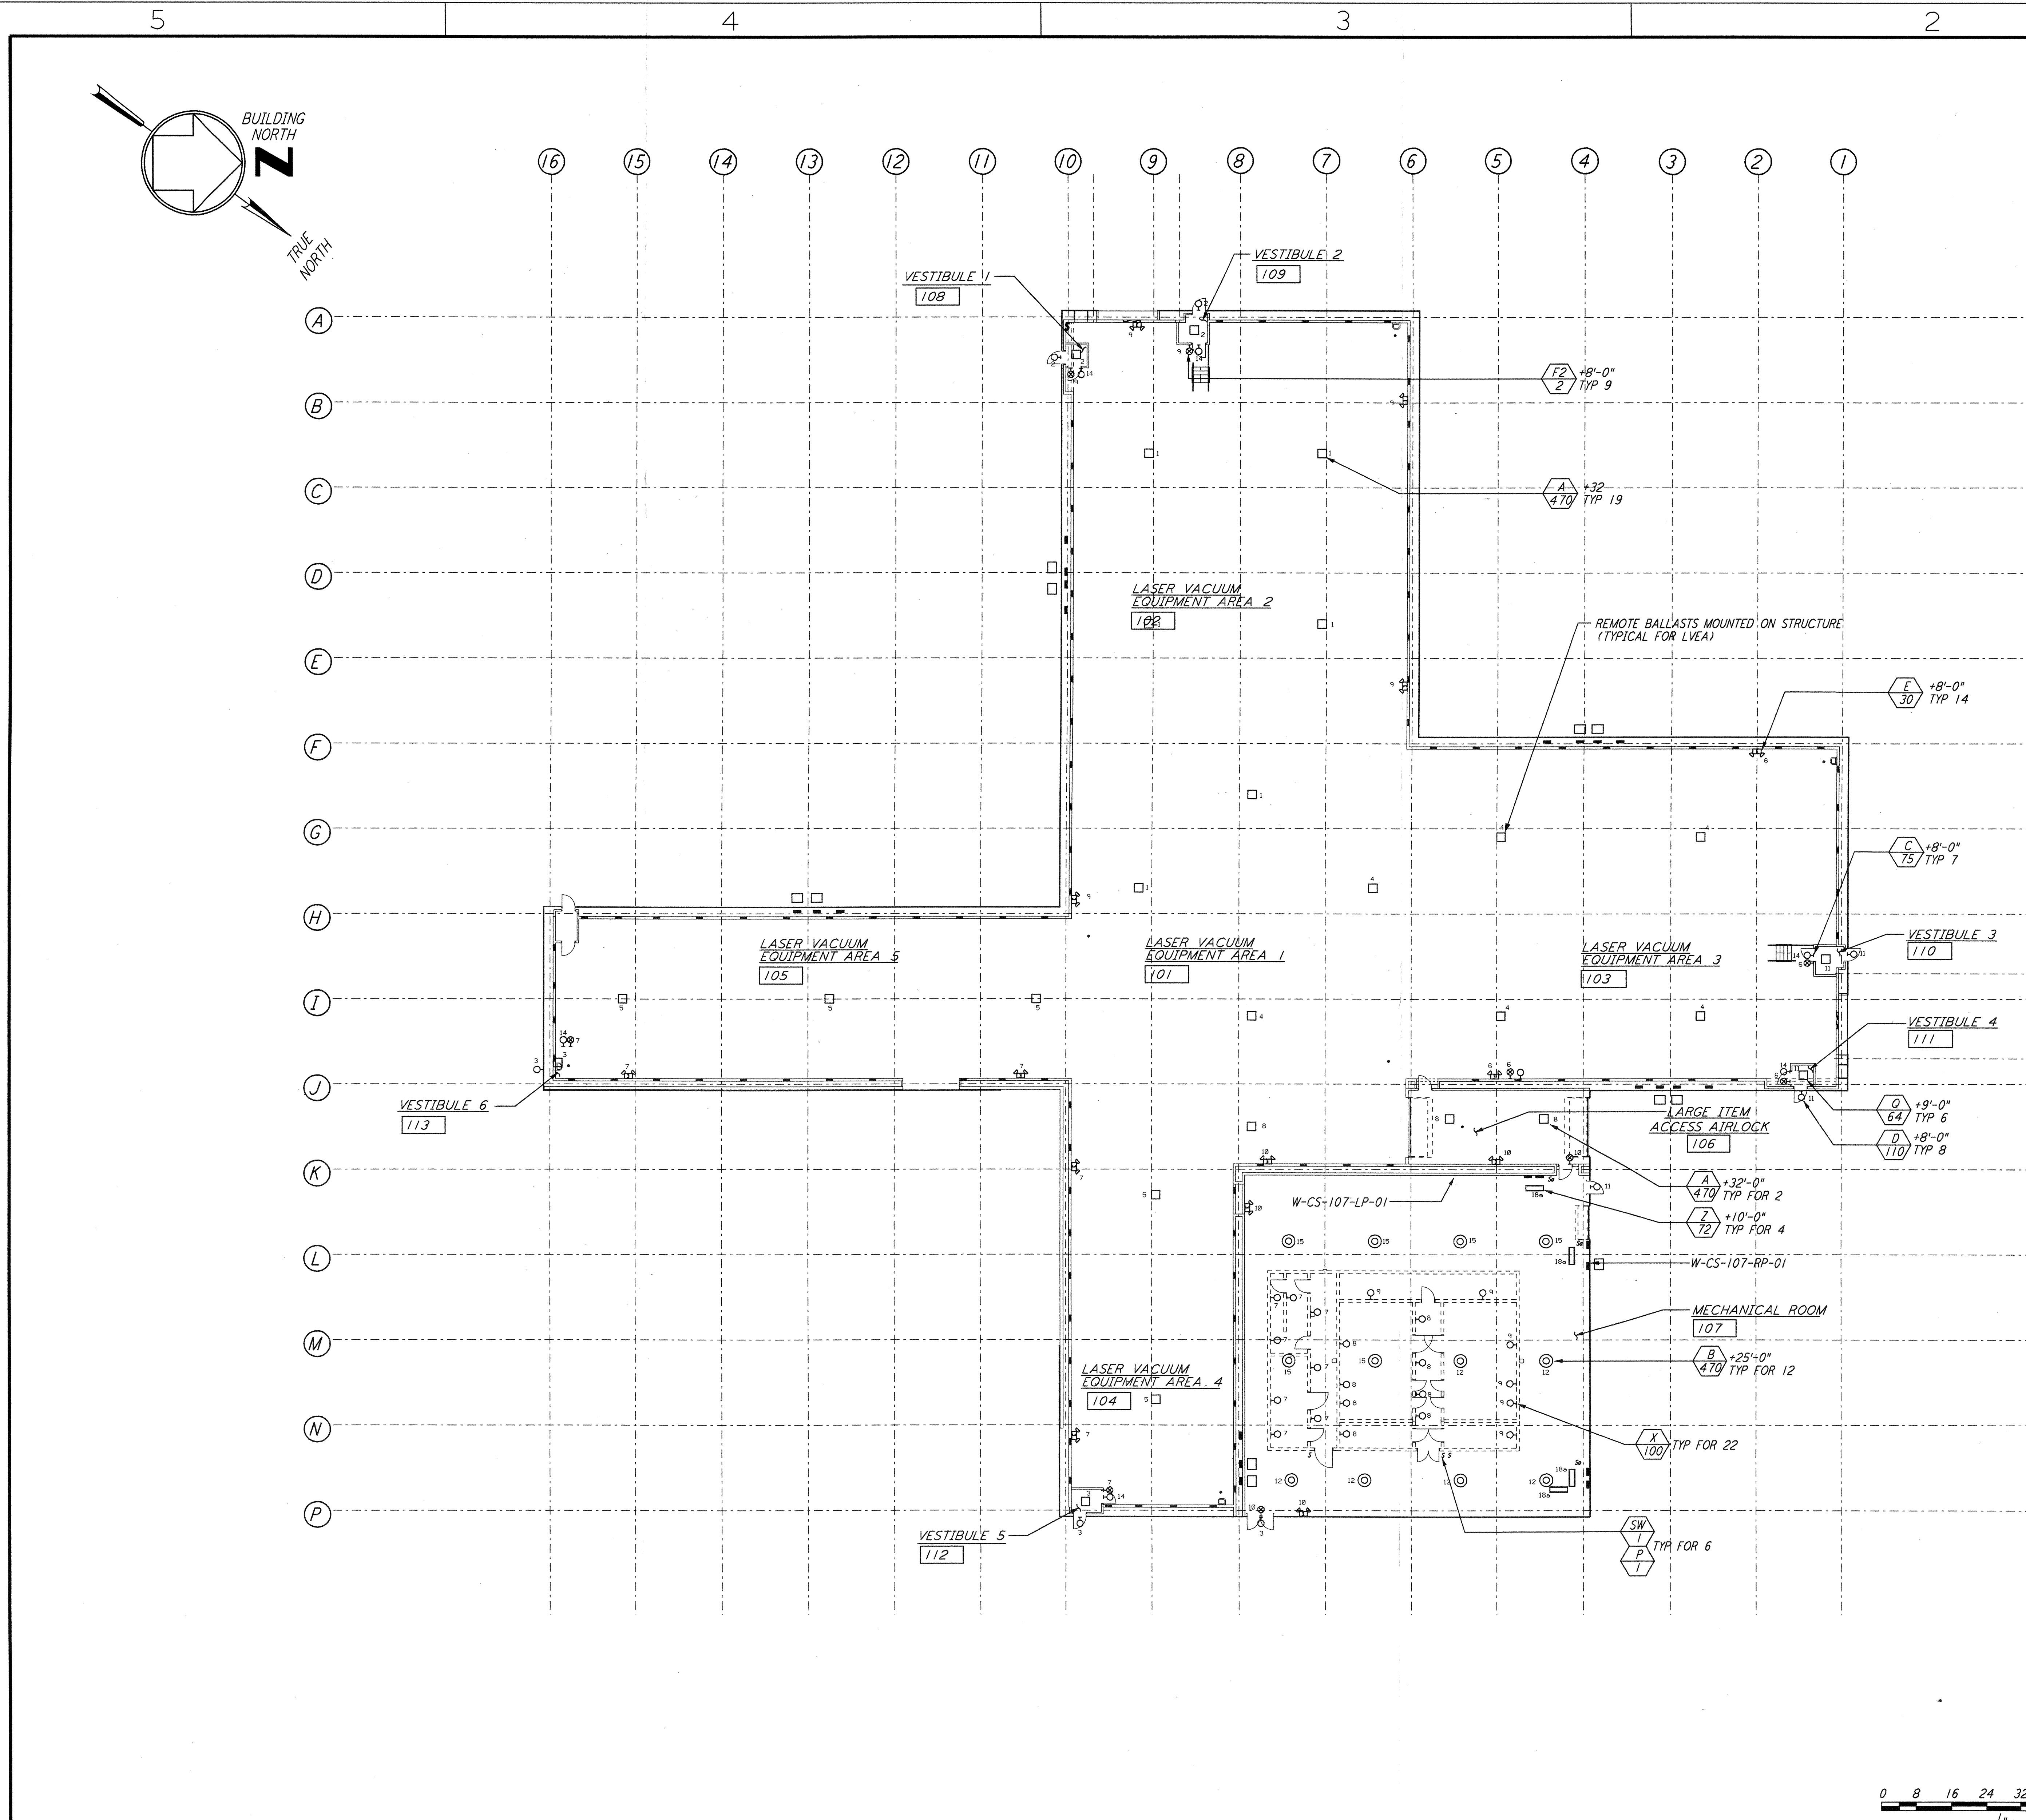 5 4 3 2
BUILDING
NORTH
N
TRUE
NORTH
16 15 14 13 12 11 10 9 8 7 6 5 4 3 2 1
VESTIBULE 2
109
VESTIBULE 1
108
A
F2 +8'-0"
2 TYP 9
B
A +32
470 TYP 19
C
D
LASER VACUUM
EQUIPMENT AREA 2
102
REMOTE BALLASTS MOUNTED ON STRUCTURE
(TYPICAL FOR LVEA)
E
E +8'-0"
30 TYP 14
F
G
C +8'-0"
75 TYP 7
H
LASER VACUUM
EQUIPMENT AREA 5
105
LASER VACUUM
EQUIPMENT AREA 1
101
LASER VACUUM
EQUIPMENT AREA 3
103
VESTIBULE 3
110
I
VESTIBULE 4
111
J
VESTIBULE 6
113
LARGE ITEM
ACCESS AIRLOCK
106
Q +9'-0"
64 TYP 6
D +8'-0"
110 TYP 8
K
A +32'-0"
470 TYP FOR 2
W-CS-107-LP-01
Z +10'-0"
72 TYP FOR 4
L
W-CS-107-RP-01
MECHANICAL ROOM
107
M
B +25'-0"
470 TYP FOR 12
LASER VACUUM
EQUIPMENT AREA 4
104
N
X
100 TYP FOR 22
P
VESTIBULE 5
112
SW
1
TYP FOR 6
P
1
0 8 16 24 32